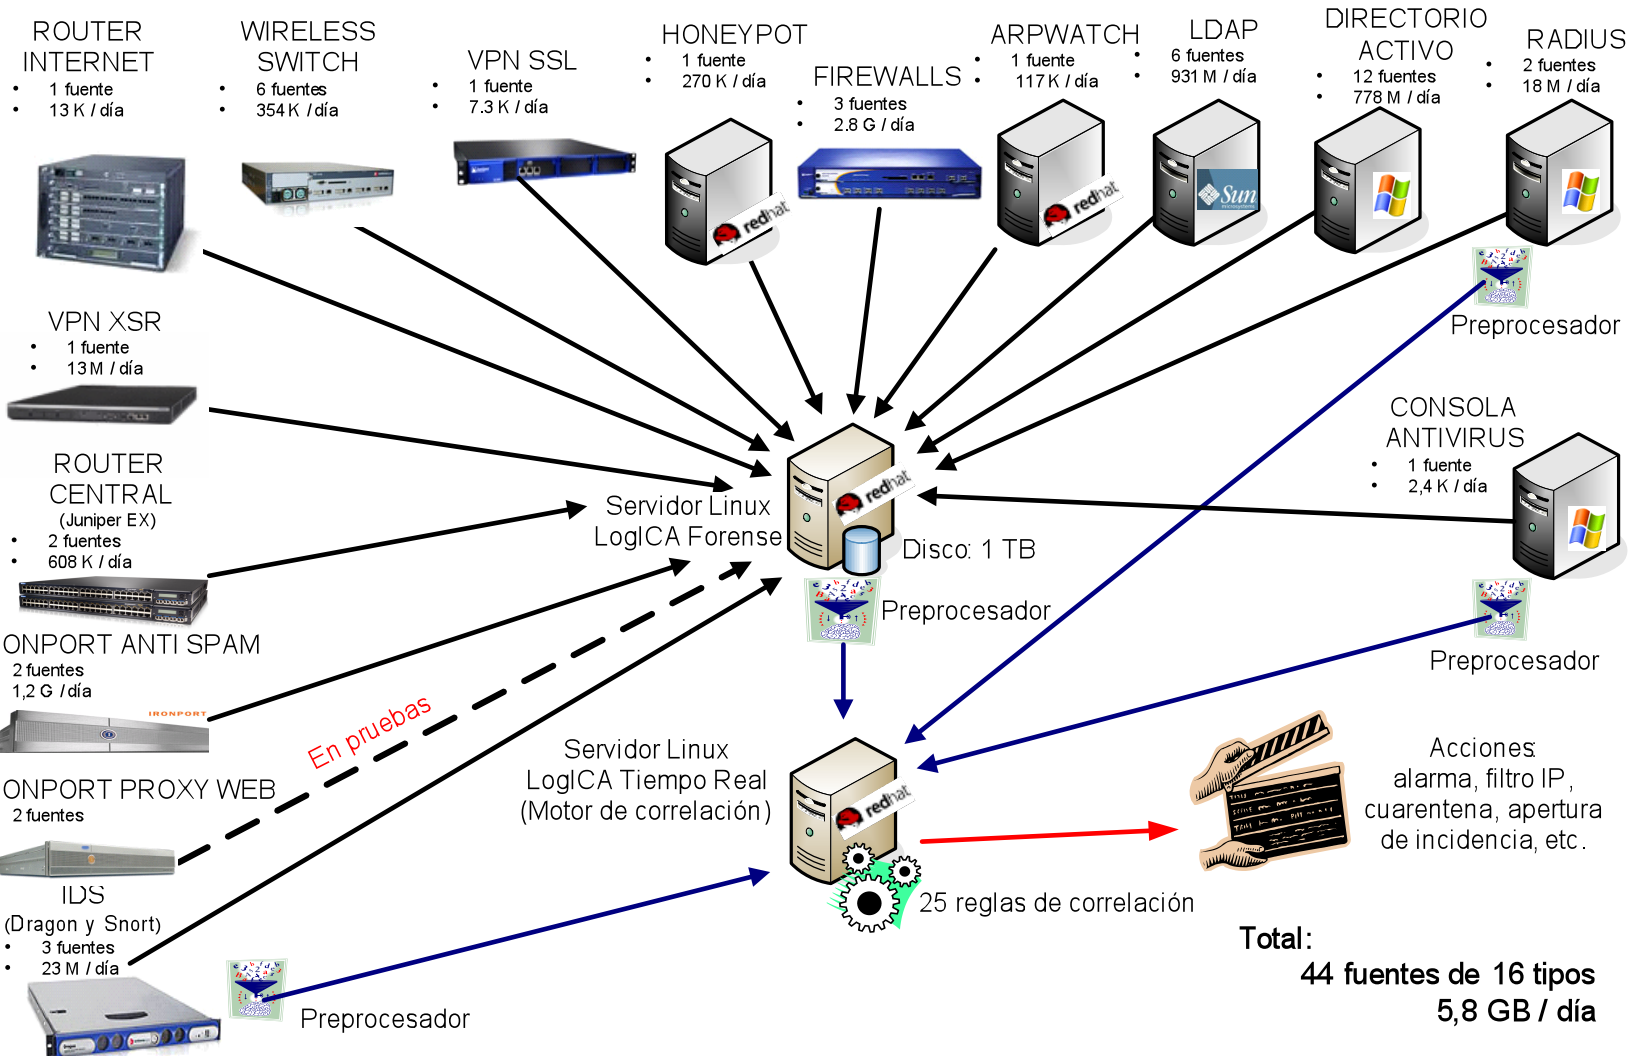 ROUTER
INTERNET
• 1 fuente
• 13 K / día
WIRELESS
SWITCH
• 6 fuentes
• 354 K / día
VPN SSL
• 1 fuente
• 7.3 K / día
HONEYPOT
• 1 fuente
• 270 K / día
FIREWALLS
• 3 fuentes
• 2.8 G / día
ARPWATCH
• 1 fuente
• 117 K / día
LDAP
• 6 fuentes
• 931 M / día
DIRECTORIO
ACTIVO
• 12 fuentes
• 778 M / día
RADIUS
• 2 fuentes
• 18 M / día
redhat
redhat
Sun
microsystems
Preprocesador
VPN XSR
• 1 fuente
• 13 M / día
CONSOLA
ANTIVIRUS
• 1 fuente
• 2,4 K / día
Preprocesador
ROUTER
CENTRAL
(Juniper EX)
• 2 fuentes
• 608 K / día
Servidor Linux
LogICA Forense
redhat
Disco: 1 TB
Preprocesador
ONPORT ANTI SPAM
2 fuentes
1,2 G / día
IRONPORT
En pruebas
ONPORT PROXY WEB
2 fuentes
Servidor Linux
LogICA Tiempo Real
(Motor de correlación)
redhat
25 reglas de correlación
Acciones:
alarma, filtro IP,
cuarentena, apertura
de incidencia, etc.
IDS
(Dragon y Snort)
• 3 fuentes
• 23 M / día
Preprocesador
Total:
44 fuentes de 16 tipos
5,8 GB / día